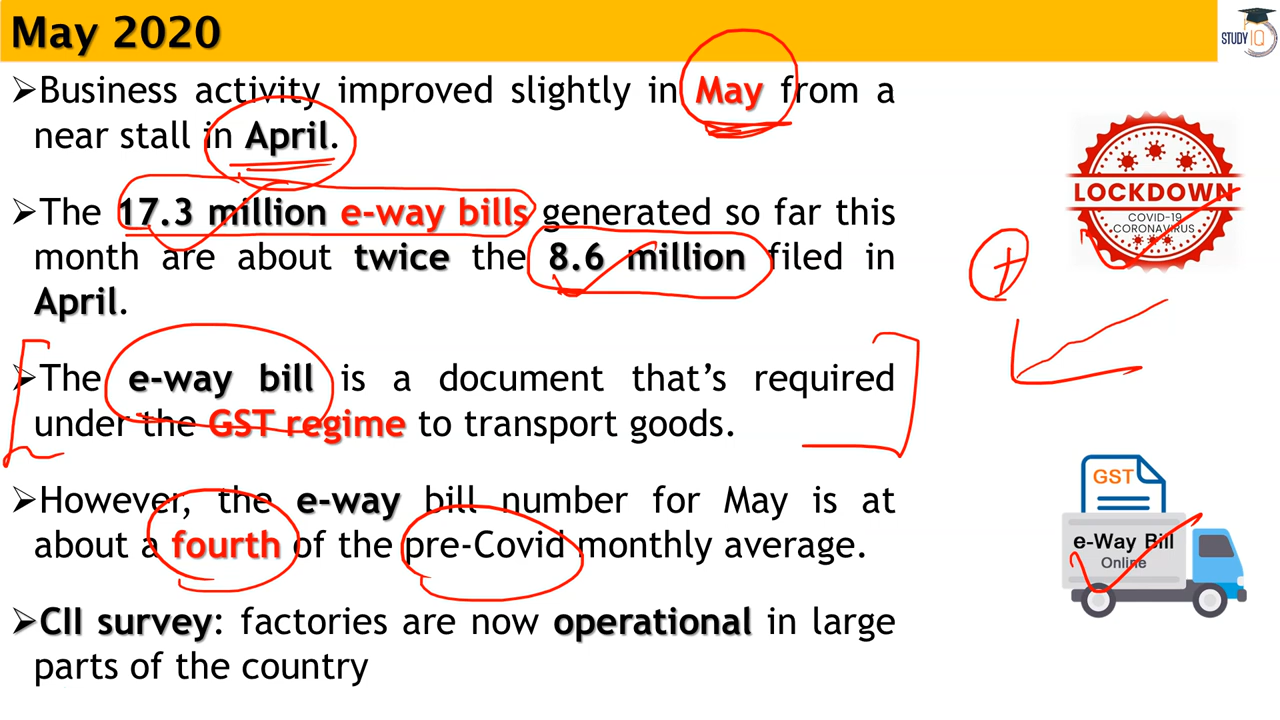 May 2020
STUDY IQ
➢Business activity improved slightly in May from a
near stall in April.
➢The 17.3 million e-way bills generated so far this
month are about twice the 8.6 million filed in
April.
➢The e-way bill is a document that's required
under the GST regime to transport goods.
➢However, the e-way bill number for May is at
about a fourth of the pre-Covid monthly average.
➢CII survey: factories are now operational in large
parts of the country
LOCKDOWN
COVID-19
CORONAVIRUS
GST
e-Way Bill
Online